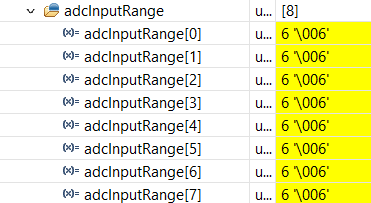 adcInputRange u... [8]
(x)= adcInputRange[0] u... 6 '\006'
(x)= adcInputRange[1] u... 6 '\006'
(x)= adcInputRange[2] u... 6 '\006'
(x)= adcInputRange[3] u... 6 '\006'
(x)= adcInputRange[4] u... 6 '\006'
(x)= adcInputRange[5] u... 6 '\006'
(x)= adcInputRange[6] u... 6 '\006'
(x)= adcInputRange[7] u... 6 '\006'